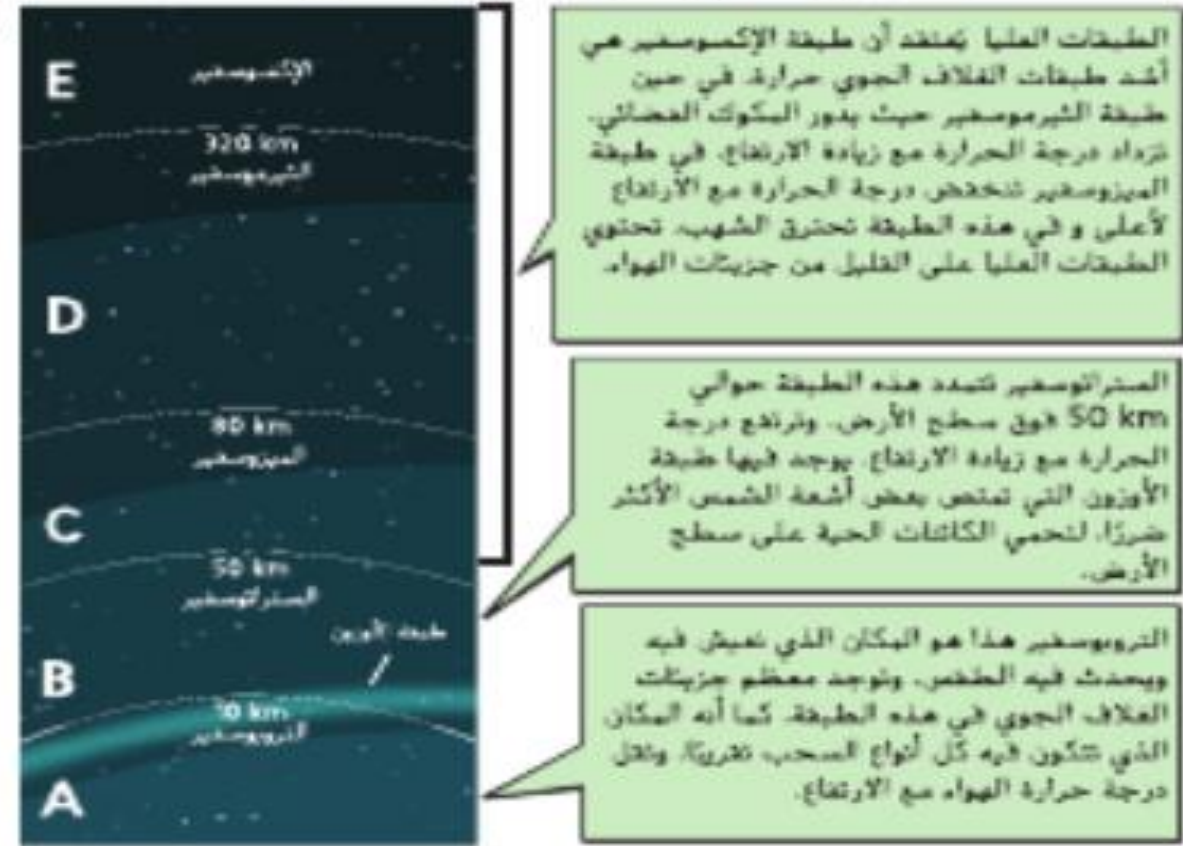 E
الإكسوسفير
320 km
الثيرموسفير
D
80 km
الميزوسفير
C
50 km
الستراتوسفير
طبقة الأوزون
B
10 km
التروبوسفير
A
الطبقات العليا يُعتقد أن طبقة الإكسوسفير هي
أشد طبقات الغلاف الجوي حرارة. في حين
طبقة الثيرموسفير حيث يدور المكوك الفضائي،
تزداد درجة الحرارة مع زيادة الارتفاع. في طبقة
الميزوسفير تنخفض درجة الحرارة مع الارتفاع
لأعلى و في هذه الطبقة تحترق الشهب. تحتوي
الطبقات العليا على القليل من جزيئات الهواء.
الستراتوسفير تتمدد هذه الطبقة حوالي
50 km فوق سطح الأرض، وترتفع درجة
الحرارة مع زيادة الارتفاع. يوجد فيها طبقة
الأوزون التي تمتص بعض أشعة الشمس الأكثر
ضررًا، لتحمي الكائنات الحية على سطح
الأرض.
التروبوسفير هذا هو المكان الذي نعيش فيه
ويحدث فيه الطقس، وتوجد معظم جزيئات
الغلاف الجوي في هذه الطبقة. كما أنه المكان
الذي تتكون فيه كل أنواع السحب تقريبًا، وتقل
درجة حرارة الهواء مع الارتفاع.